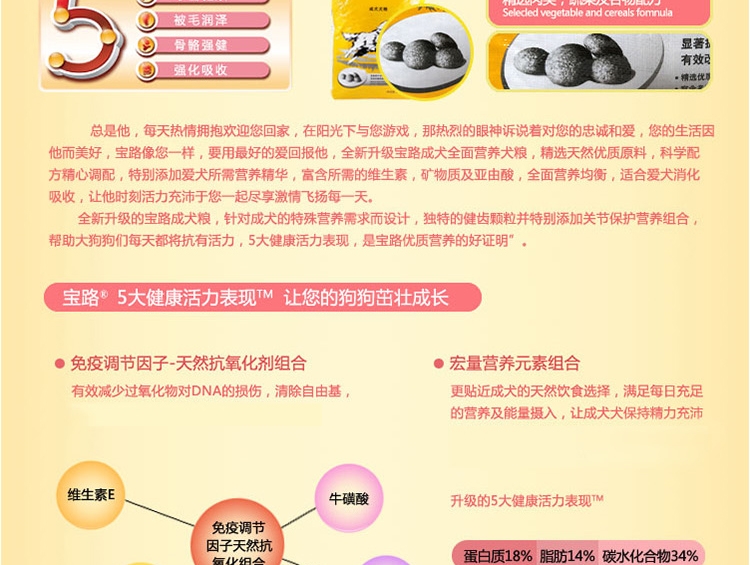 5
被毛润泽
骨骼强健
强化吸收
成犬犬粮
Selected vegetable and cereals fomnula
显著
有效改
• 精选优质
总是他，每天热情拥抱欢迎您回家，在阳光下与您游戏，那热烈的眼神诉说着对您的忠诚和爱，您的生活因
他而美好，宝路像您一样，要用最好的爱回报他，全新升级宝路成犬全面营养犬粮，精选天然优质原料，科学配
方精心调配，特别添加爱犬所需营养精华，富含所需的维生素，矿物质及亚由酸，全面营养均衡，适合爱犬消化
吸收，让他时刻活力充沛于您一起尽享激情飞扬每一天。
全新升级的宝路成犬粮，针对成犬的特殊营养需求而设计，独特的健齿颗粒并特别添加关节保护营养组合，
帮助大狗狗们每天都将抗有活力，5大健康活力表现，是宝路优质营养的好证明”。
宝路® 5大健康活力表现™ 让您的狗狗茁壮成长
● 免疫调节因子-天然抗氧化剂组合
有效减少过氧化物对DNA的损伤，清除自由基，
● 宏量营养元素组合
更贴近成犬的天然饮食选择，满足每日充足
的营养及能量摄入，让成犬犬保持精力充沛
维生素E
免疫调节
因子天然抗
氧化组合
牛磺酸
升级的5大健康活力表现™
蛋白质18% 脂肪14% 碳水化合物34%